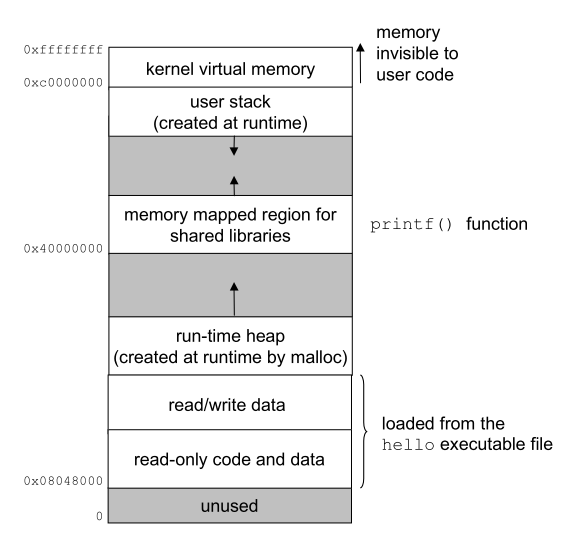 memory
invisible to
user code
0xffffffff
kernel virtual memory
0xc0000000
user stack
(created at runtime)
memory mapped region for
shared libraries
printf() function
0x40000000
run-time heap
(created at runtime by malloc)
read/write data
loaded from the
hello executable file
read-only code and data
0x08048000
unused
0